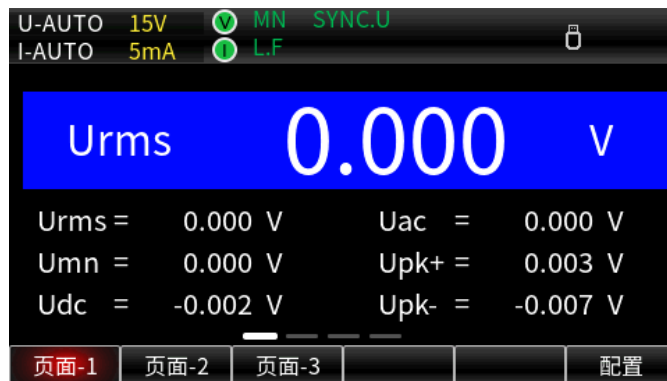 U-AUTO 15V V MN SYNC.U
I-AUTO 5mA I L.F
Urms 0.000 V
Urms = 0.000 V Uac = 0.000 V
Umn = 0.000 V Upk+ = 0.003 V
Udc = -0.002 V Upk- = -0.007 V
页面-1 页面-2 页面-3 配置